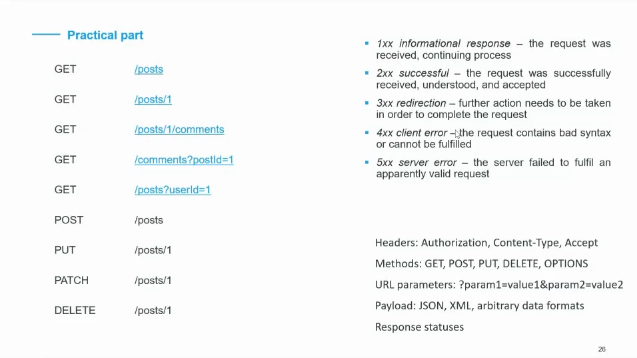 Practical part
GET /posts
GET /posts/1
GET /posts/1/comments
GET /comments?postId=1
GET /posts?userId=1
POST /posts
PUT /posts/1
PATCH /posts/1
DELETE /posts/1
1xx informational response – the request was
received, continuing process
2xx successful – the request was successfully
received, understood, and accepted
3xx redirection – further action needs to be taken
in order to complete the request
4xx client error – the request contains bad syntax
or cannot be fulfilled
5xx server error – the server failed to fulfil an
apparently valid request
Headers: Authorization, Content-Type, Accept
Methods: GET, POST, PUT, DELETE, OPTIONS
URL parameters: ?param1=value1&param2=value2
Payload: JSON, XML, arbitrary data formats
Response statuses
26